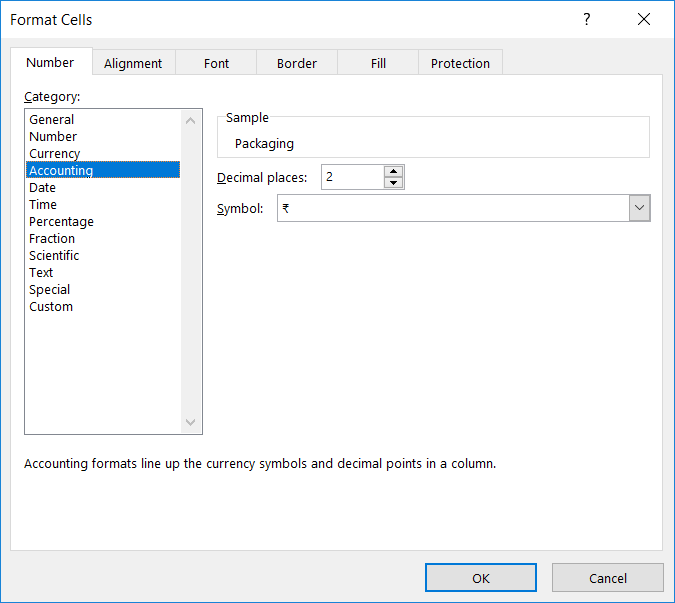 Format Cells
?
Number Alignment Font Border Fill Protection
Category:
General
Number
Currency
Accounting
Date
Time
Percentage
Fraction
Scientific
Text
Special
Custom
Sample
Packaging
Decimal places: 2
Symbol: ₹
Accounting formats line up the currency symbols and decimal points in a column.
OK Cancel